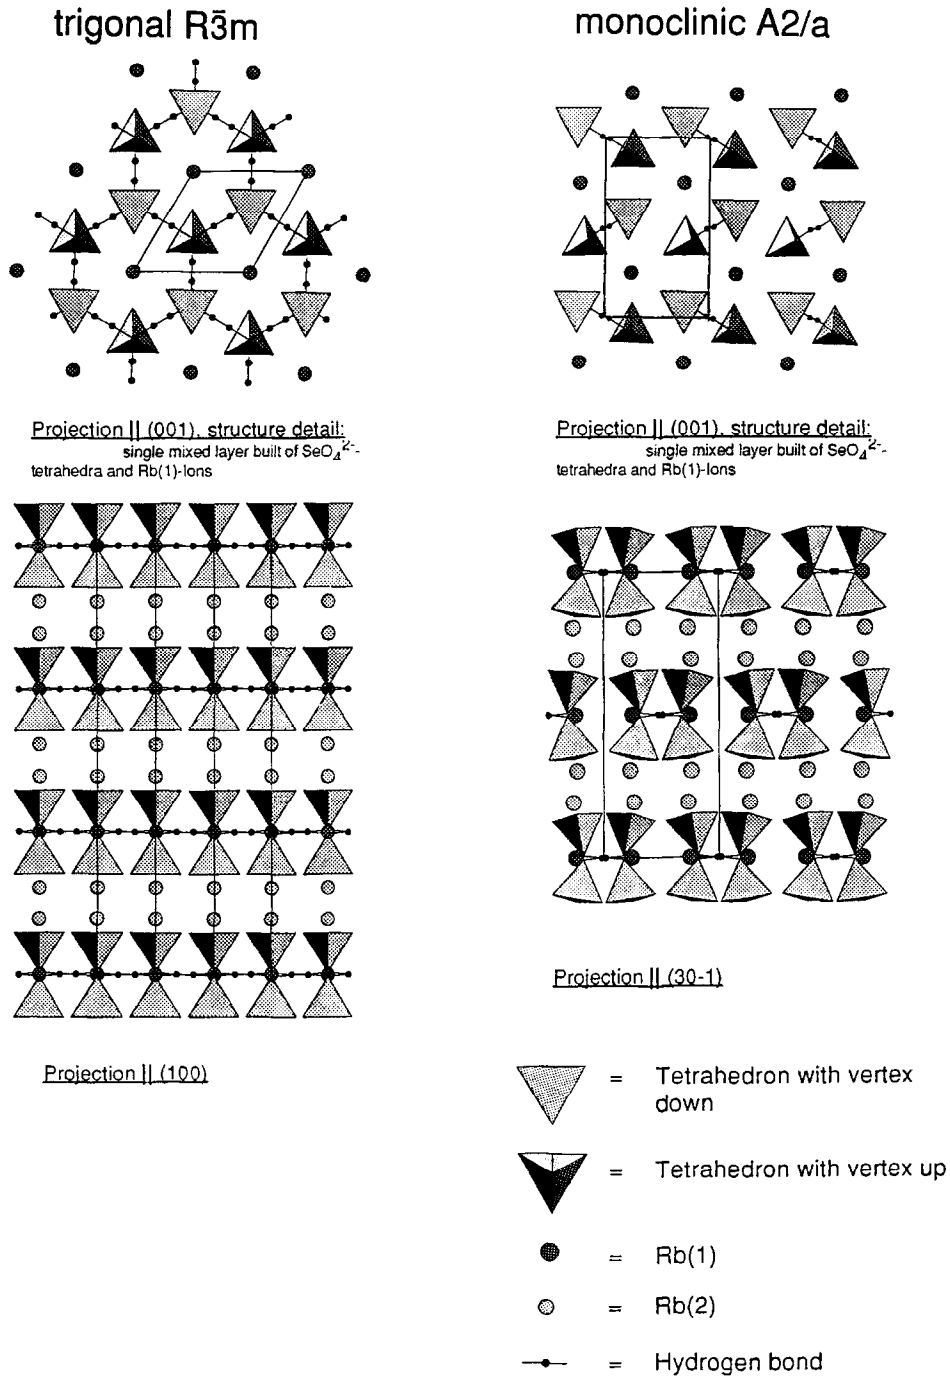 trigonal R3̄m
monoclinic A2/a
Projection || (001), structure detail:
single mixed layer built of SeO₄²⁻-
tetrahedra and Rb(1)-Ions
Projection || (001), structure detail:
single mixed layer built of SeO₄²⁻-
tetrahedra and Rb(1)-Ions
Projection || (30-1)
Projection || (100)
= Tetrahedron with vertex
down
= Tetrahedron with vertex up
= Rb(1)
= Rb(2)
= Hydrogen bond